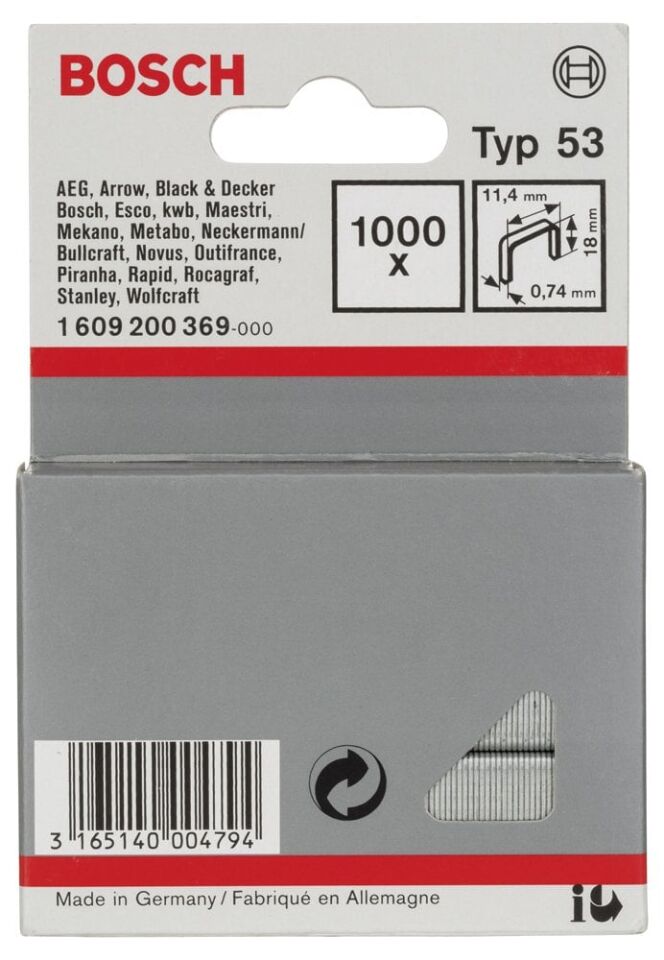 BOSCH
Typ 53
AEG, Arrow, Black & Decker
Bosch, Esco, kwb, Maestri,
Mekano, Metabo, Neckermann/
Bullcraft, Novus, Outifrance,
Piranha, Rapid, Rocagraf,
Stanley, Wolfcraft
1 609 200 369-000
1000
x
11,4 mm
18 mm
0,74 mm
3 165140 004794
Made in Germany / Fabriqué en Allemagne